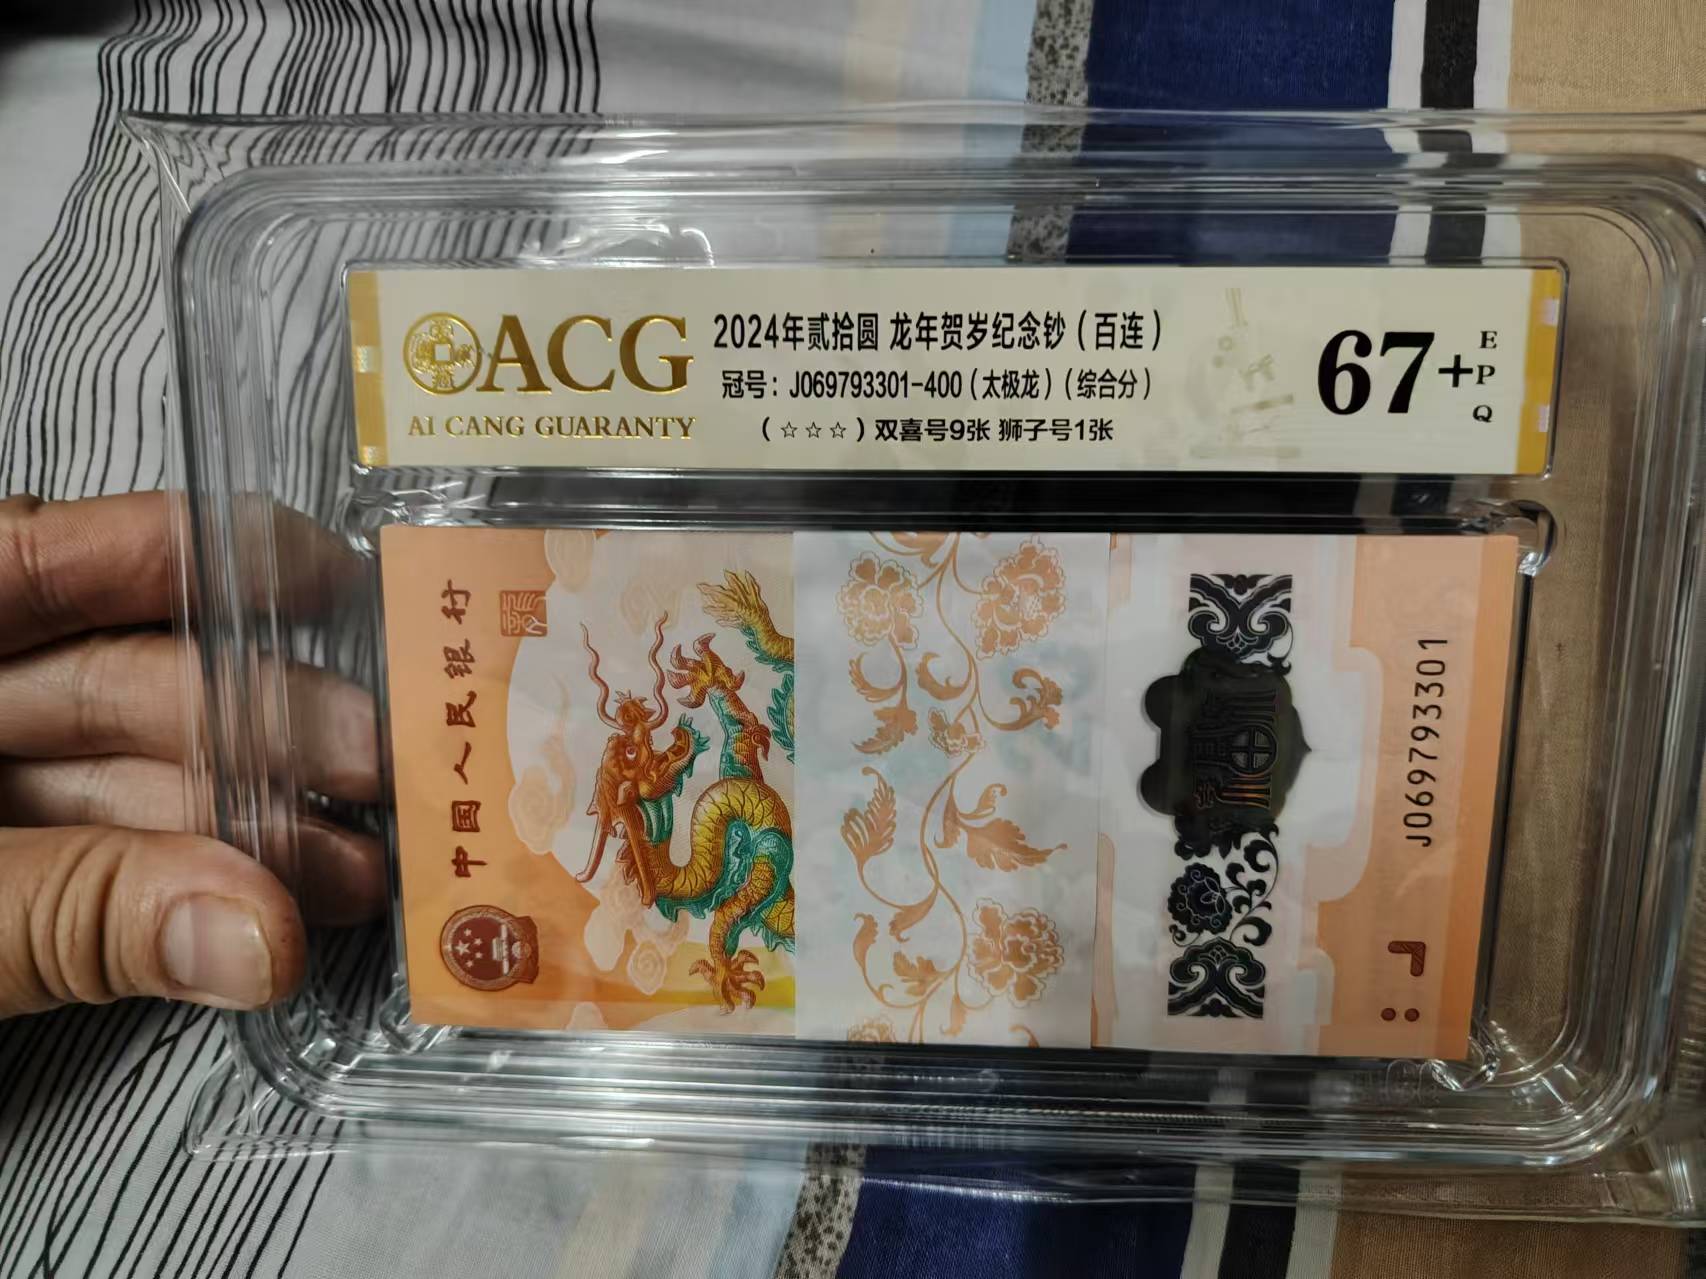 ACG
AI CANG GUARANTY
2024年贰拾圆 龙年贺岁纪念钞（百连）
冠号：J069793301-400（太极龙）（综合分）
（☆☆☆）双喜号9张 狮子号1张
67+
EPQ
中国人民银行
J069793301